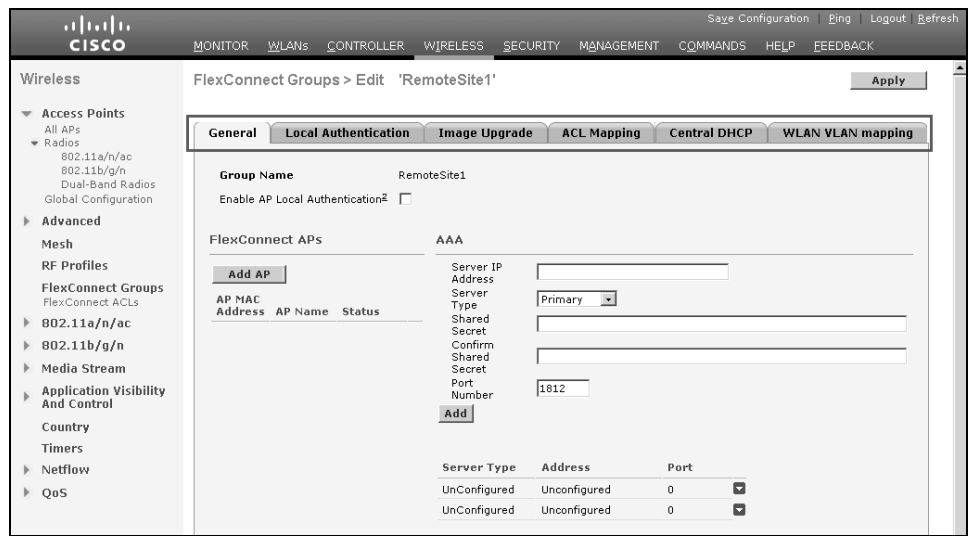 Save Configuration | Ping | Logout | Refresh
CISCO
MONITOR WLANs CONTROLLER WIRELESS SECURITY MANAGEMENT COMMANDS HELP FEEDBACK
Wireless
Access Points
All APs
Radios
802.11a/n/ac
802.11b/g/n
Dual-Band Radios
Global Configuration
Advanced
Mesh
RF Profiles
FlexConnect Groups
FlexConnect ACLs
802.11a/n/ac
802.11b/g/n
Media Stream
Application Visibility
And Control
Country
Timers
Netflow
QoS
FlexConnect Groups > Edit 'RemoteSite1'
Apply
General Local Authentication Image Upgrade ACL Mapping Central DHCP WLAN VLAN mapping
Group Name RemoteSite1
Enable AP Local Authentication2
FlexConnect APs
Add AP
AP MAC
Address AP Name Status
AAA
Server IP
Address
Server
Type
Primary
Shared
Secret
Confirm
Shared
Secret
Port
Number
1812
Add
Server Type Address Port
UnConfigured Unconfigured 0
UnConfigured Unconfigured 0